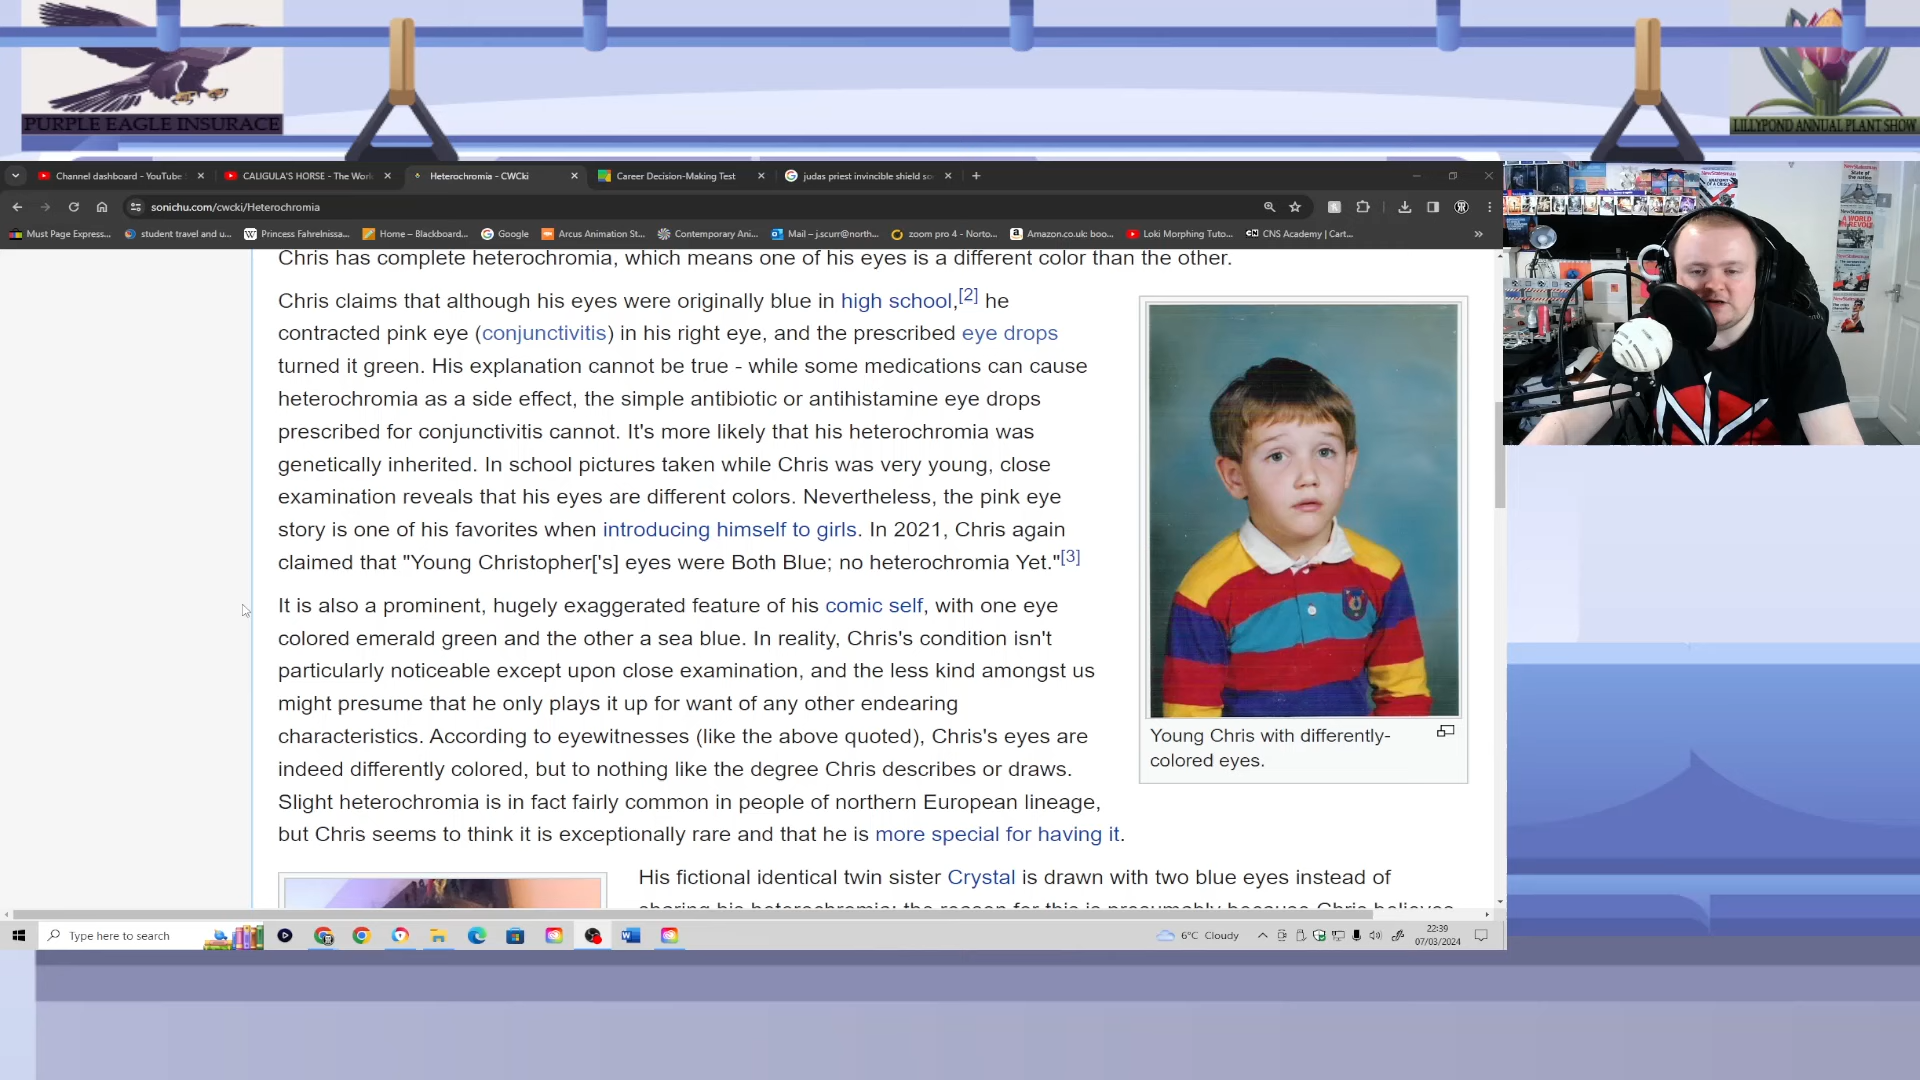 PURPLE EAGLE INSURACE
LILLYPOND ANNUAL PLANT SHOW
Channel dashboard - YouTube
CALIGULA'S HORSE - The Worl
Heterochromia - CWCki
Career Decision-Making Test
judas priest invincible shield so
sonichu.com/cwcki/Heterochromia
Must Page Express...
student travel and u...
Princess Fahrelnissa...
Home – Blackboard...
Google
Arcus Animation St...
Contemporary Ani...
Mail – j.scurr@north...
zoom pro 4 - Norto...
Amazon.co.uk: boo...
Loki Morphing Tuto...
CNS Academy | Cart...
Chris has complete heterochromia, which means one of his eyes is a different color than the other.
Chris claims that although his eyes were originally blue in high school,[2] he
contracted pink eye (conjunctivitis) in his right eye, and the prescribed eye drops
turned it green. His explanation cannot be true - while some medications can cause
heterochromia as a side effect, the simple antibiotic or antihistamine eye drops
prescribed for conjunctivitis cannot. It's more likely that his heterochromia was
genetically inherited. In school pictures taken while Chris was very young, close
examination reveals that his eyes are different colors. Nevertheless, the pink eye
story is one of his favorites when introducing himself to girls. In 2021, Chris again
claimed that "Young Christopher['s] eyes were Both Blue; no heterochromia Yet."[3]
It is also a prominent, hugely exaggerated feature of his comic self, with one eye
colored emerald green and the other a sea blue. In reality, Chris's condition isn't
particularly noticeable except upon close examination, and the less kind amongst us
might presume that he only plays it up for want of any other endearing
characteristics. According to eyewitnesses (like the above quoted), Chris's eyes are
indeed differently colored, but to nothing like the degree Chris describes or draws.
Slight heterochromia is in fact fairly common in people of northern European lineage,
but Chris seems to think it is exceptionally rare and that he is more special for having it.
Young Chris with differently-
colored eyes.
His fictional identical twin sister Crystal is drawn with two blue eyes instead of
sharing his heterochromia; the reason for this is presumably because Chris believes
Type here to search
6°C Cloudy
22:39
07/03/2024